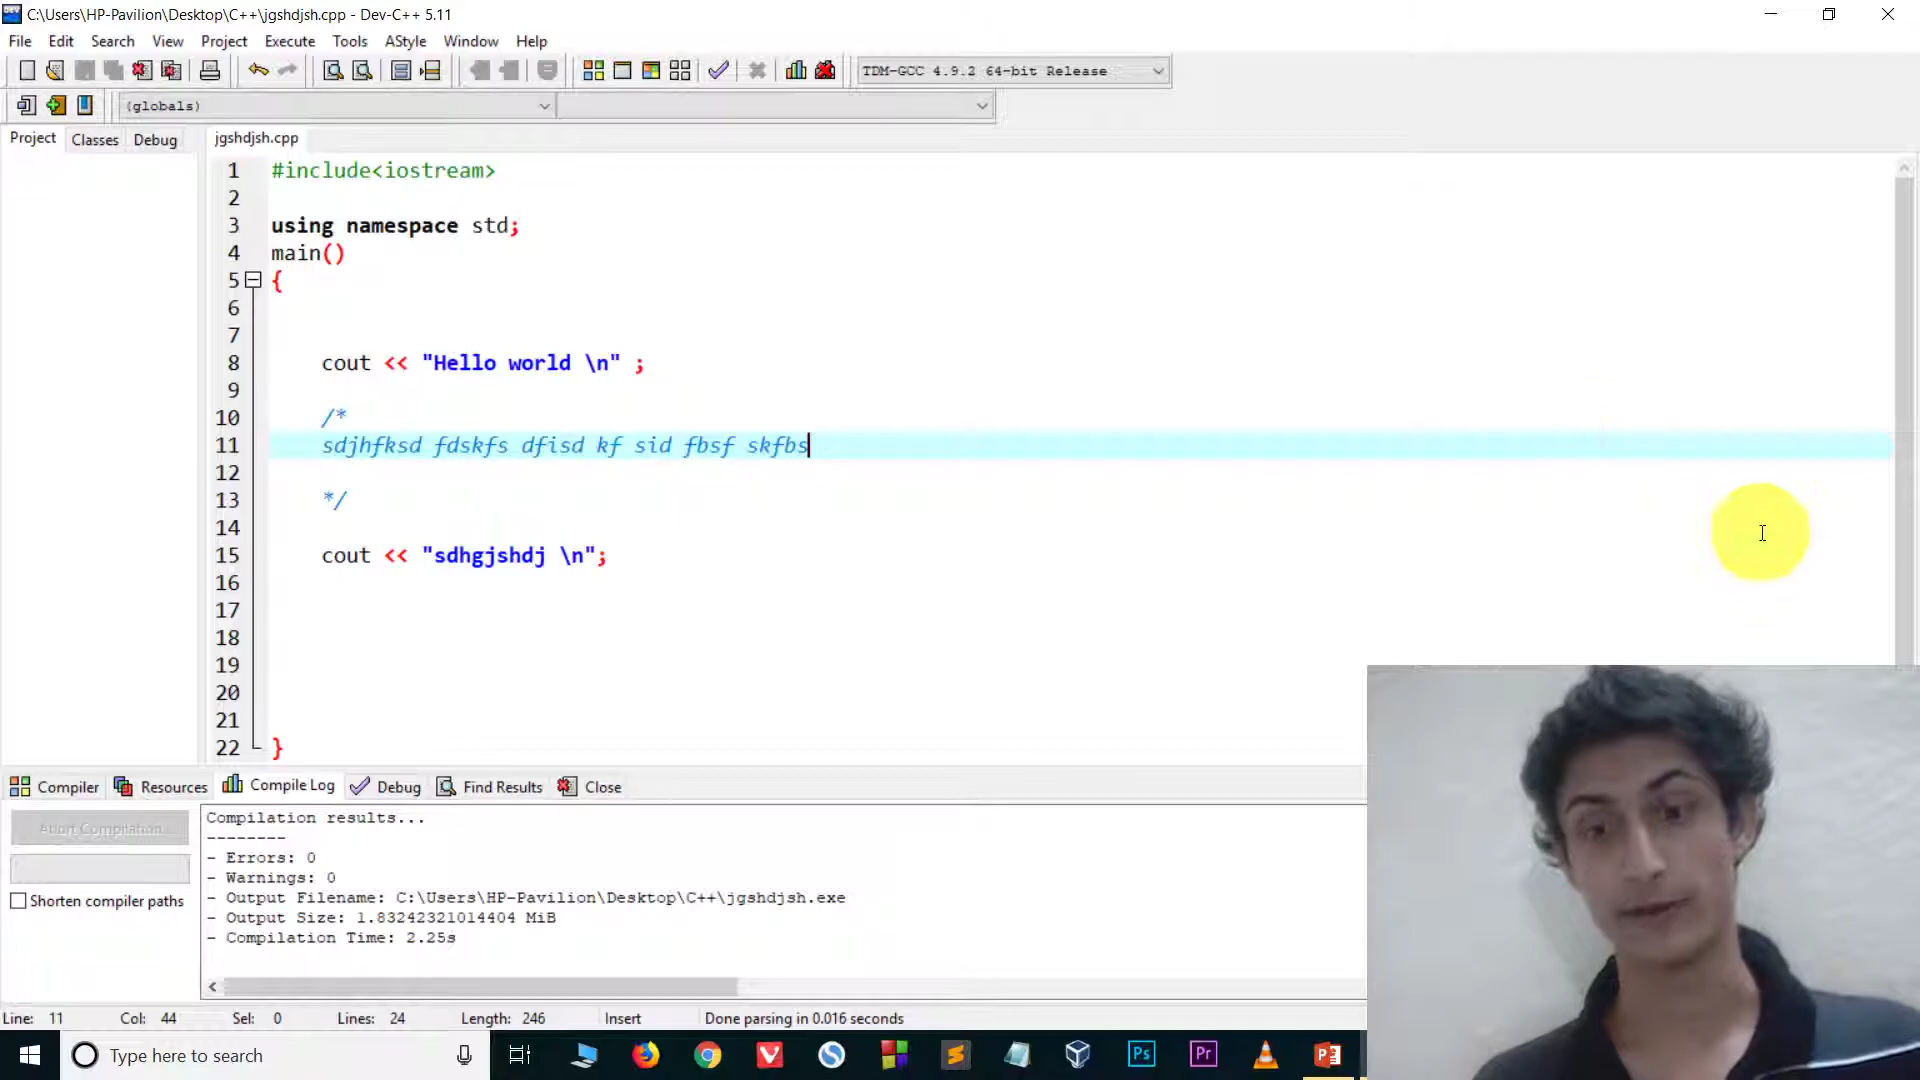 C:\Users\HP-Pavilion\Desktop\C++\jgshdjsh.cpp - Dev-C++ 5.11
File Edit Search View Project Execute Tools AStyle Window Help
TDM-GCC 4.9.2 64-bit Release
(globals)
Project Classes Debug
jgshdjsh.cpp
1 #include<iostream>
2
3 using namespace std;
4 main()
5 {
6
7
8 cout << "Hello world \n" ;
9
10 /*
11 sdjhfksd fdskfs dfisd kf sid fbsf skfbs
12
13 */
14
15 cout << "sdhgjshdj \n";
16
17
18
19
20
21
22 }
Compiler Resources Compile Log Debug Find Results Close
Abort Compilation
Shorten compiler paths
Compilation results...
--------
- Errors: 0
- Warnings: 0
- Output Filename: C:\Users\HP-Pavilion\Desktop\C++\jgshdjsh.exe
- Output Size: 1.83242321014404 MiB
- Compilation Time: 2.25s
Line: 11 Col: 44 Sel: 0 Lines: 24 Length: 246 Insert Done parsing in 0.016 seconds
Type here to search
Ps
Pr